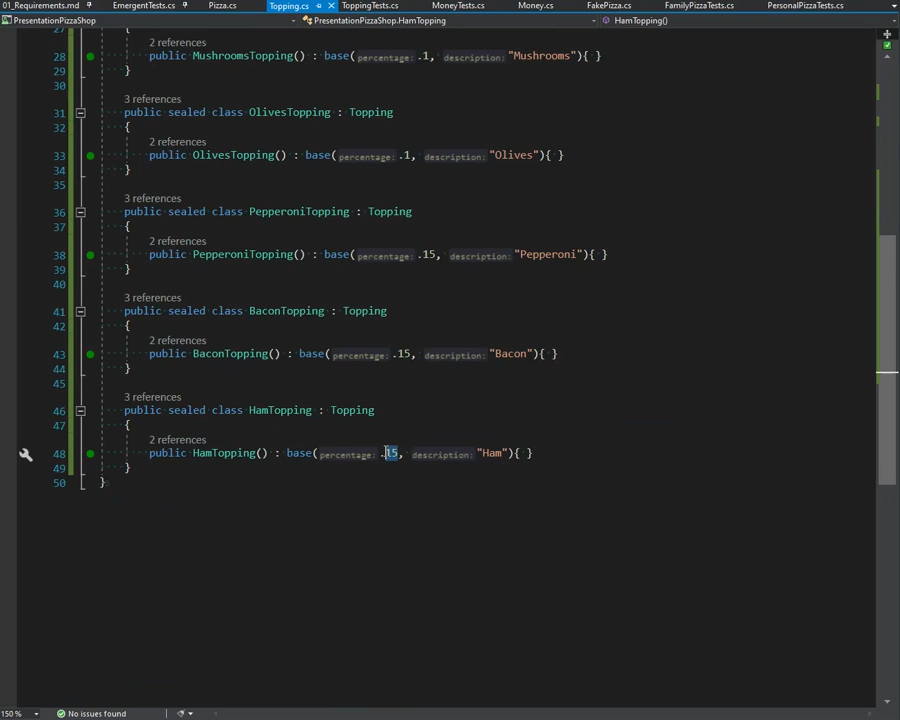 01_Requirements.md EmergentTests.cs Pizza.cs Topping.cs ToppingTests.cs MoneyTests.cs Money.cs FakePizza.cs FamilyPizzaTests.cs PersonalPizzaTests.cs
PresentationPizzaShop PresentationPizzaShop.HamTopping HamTopping()
27 {
2 references
28 public MushroomsTopping() : base(percentage: .1, description: "Mushrooms"){ }
29 }
30
3 references
31 public sealed class OlivesTopping : Topping
32 {
2 references
33 public OlivesTopping() : base(percentage: .1, description: "Olives"){ }
34 }
35
3 references
36 public sealed class PepperoniTopping : Topping
37 {
2 references
38 public PepperoniTopping() : base(percentage: .15, description: "Pepperoni"){ }
39 }
40
3 references
41 public sealed class BaconTopping : Topping
42 {
2 references
43 public BaconTopping() : base(percentage: .15, description: "Bacon"){ }
44 }
45
3 references
46 public sealed class HamTopping : Topping
{
2 references
48 public HamTopping() : base(percentage: .15, description: "Ham"){ }
49 }
50 }
150 % No issues found